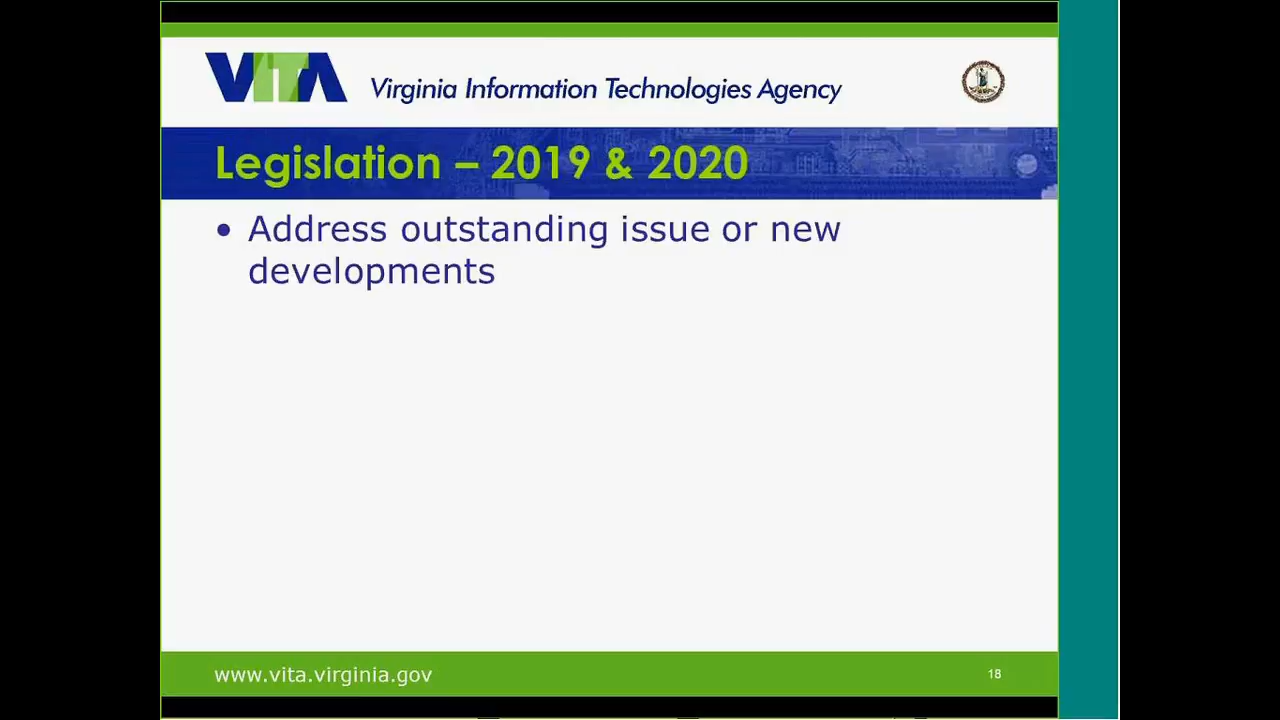 VITA
Virginia Information Technologies Agency
Legislation – 2019 & 2020
• Address outstanding issue or new
developments
www.vita.virginia.gov
18